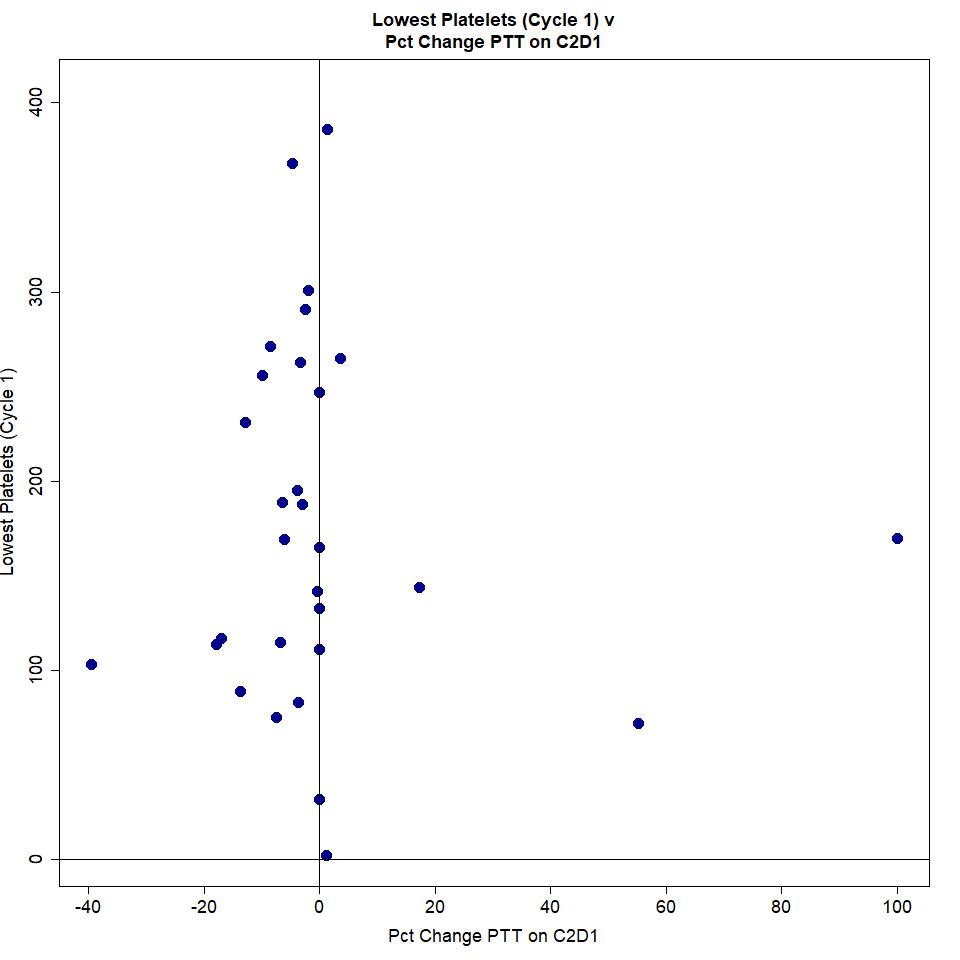 Lowest Platelets (Cycle 1) v
Pct Change PTT on C2D1
Lowest Platelets (Cycle 1)
400
300
200
100
0
-40 -20 0 20 40 60 80 100
Pct Change PTT on C2D1